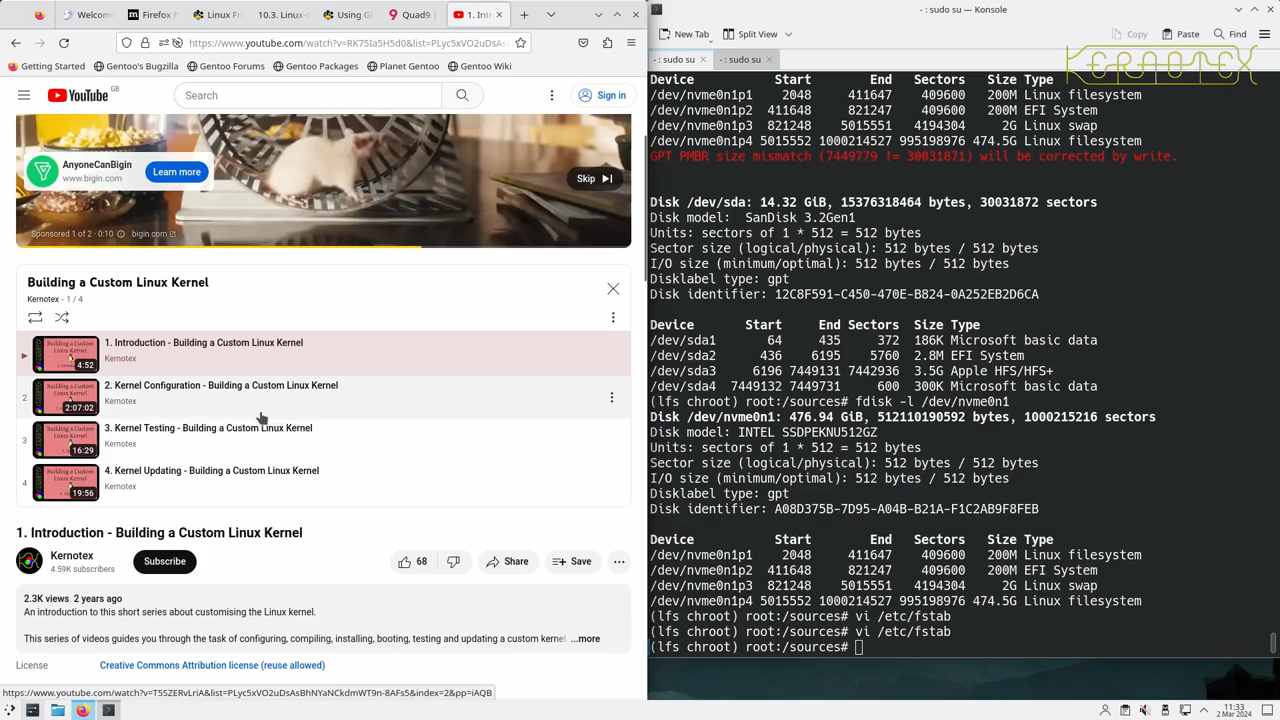 Welcom
Firefox P
Linux Fr
10.3. Linux-
Using G
Quad9
1. Int
https://www.youtube.com/watch?v=RK75Ia5H5d0&list=PLyc5xVO2uDsAs
Getting Started
Gentoo's Bugzilla
Gentoo Forums
Gentoo Packages
Planet Gentoo
Gentoo Wiki
YouTube GB
Search
Sign in
AnyoneCanBigin
www.bigin.com
Learn more
Skip
Sponsored 1 of 2 · 0:10
bigin.com
Building a Custom Linux Kernel
Kernotex - 1 / 4
1. Introduction - Building a Custom Linux Kernel
Kernotex
4:52
2
2. Kernel Configuration - Building a Custom Linux Kernel
Kernotex
2:07:02
3
3. Kernel Testing - Building a Custom Linux Kernel
Kernotex
16:29
4
4. Kernel Updating - Building a Custom Linux Kernel
Kernotex
19:56
1. Introduction - Building a Custom Linux Kernel
Kernotex
4.59K subscribers
Subscribe
68
Share
Save
2.3K views 2 years ago
An introduction to this short series about customising the Linux kernel.
This series of videos guides you through the task of configuring, compiling, installing, booting, testing and updating a custom kernel ...more
License
Creative Commons Attribution license (reuse allowed)
https://www.youtube.com/watch?v=T5SZERvLriA&list=PLyc5xVO2uDsAsBhNYaNCkdmWT9n-8AFs5&index=2&pp=iAQB
- : sudo su — Konsole
New Tab
Split View
Copy
Paste
Find
- : sudo su
- : sudo su
KERNOTEX
Device Start End Sectors Size Type
/dev/nvme0n1p1 2048 411647 409600 200M Linux filesystem
/dev/nvme0n1p2 411648 821247 409600 200M EFI System
/dev/nvme0n1p3 821248 5015551 4194304 2G Linux swap
/dev/nvme0n1p4 5015552 1000214527 995198976 474.5G Linux filesystem
GPT PMBR size mismatch (7449779 != 30031871) will be corrected by write.
Disk /dev/sda: 14.32 GiB, 15376318464 bytes, 30031872 sectors
Disk model: SanDisk 3.2Gen1
Units: sectors of 1 * 512 = 512 bytes
Sector size (logical/physical): 512 bytes / 512 bytes
I/O size (minimum/optimal): 512 bytes / 512 bytes
Disklabel type: gpt
Disk identifier: 12C8F591-C450-470E-B824-0A252EB2D6CA
Device Start End Sectors Size Type
/dev/sda1 64 435 372 186K Microsoft basic data
/dev/sda2 436 6195 5760 2.8M EFI System
/dev/sda3 6196 7449131 7442936 3.5G Apple HFS/HFS+
/dev/sda4 7449132 7449731 600 300K Microsoft basic data
(lfs chroot) root:/sources# fdisk -l /dev/nvme0n1
Disk /dev/nvme0n1: 476.94 GiB, 512110190592 bytes, 1000215216 sectors
Disk model: INTEL SSDPEKNU512GZ
Units: sectors of 1 * 512 = 512 bytes
Sector size (logical/physical): 512 bytes / 512 bytes
I/O size (minimum/optimal): 512 bytes / 512 bytes
Disklabel type: gpt
Disk identifier: A08D375B-7D95-A04B-B21A-F1C2AB9F8FEB
Device Start End Sectors Size Type
/dev/nvme0n1p1 2048 411647 409600 200M Linux filesystem
/dev/nvme0n1p2 411648 821247 409600 200M EFI System
/dev/nvme0n1p3 821248 5015551 4194304 2G Linux swap
/dev/nvme0n1p4 5015552 1000214527 995198976 474.5G Linux filesystem
(lfs chroot) root:/sources# vi /etc/fstab
(lfs chroot) root:/sources# vi /etc/fstab
(lfs chroot) root:/sources#
11:33
2 Mar 2024